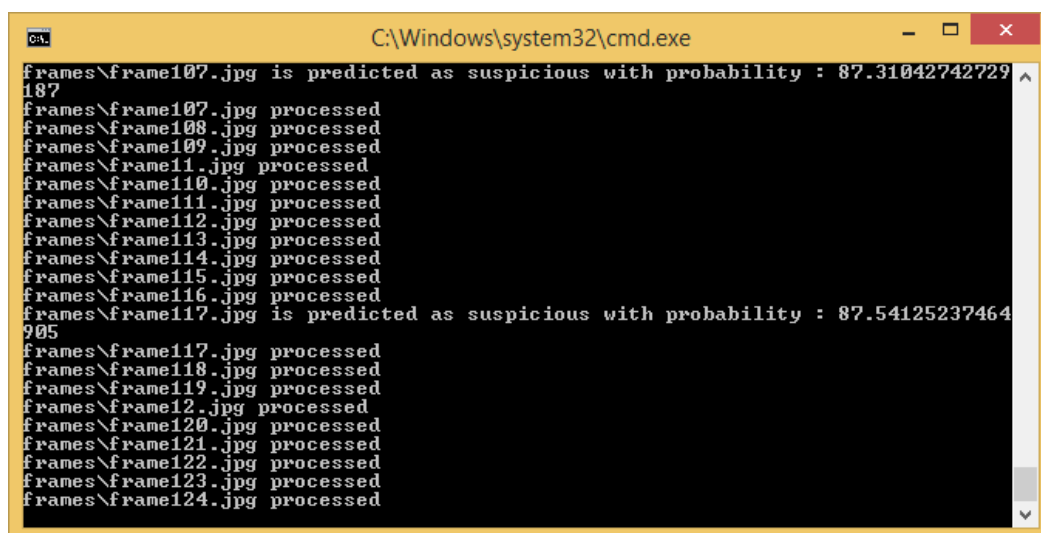 C:\.
C:\Windows\system32\cmd.exe
frames\frame107.jpg is predicted as suspicious with probability : 87.31042742729
187
frames\frame107.jpg processed
frames\frame108.jpg processed
frames\frame109.jpg processed
frames\frame11.jpg processed
frames\frame110.jpg processed
frames\frame111.jpg processed
frames\frame112.jpg processed
frames\frame113.jpg processed
frames\frame114.jpg processed
frames\frame115.jpg processed
frames\frame116.jpg processed
frames\frame117.jpg is predicted as suspicious with probability : 87.54125237464
905
frames\frame117.jpg processed
frames\frame118.jpg processed
frames\frame119.jpg processed
frames\frame12.jpg processed
frames\frame120.jpg processed
frames\frame121.jpg processed
frames\frame122.jpg processed
frames\frame123.jpg processed
frames\frame124.jpg processed